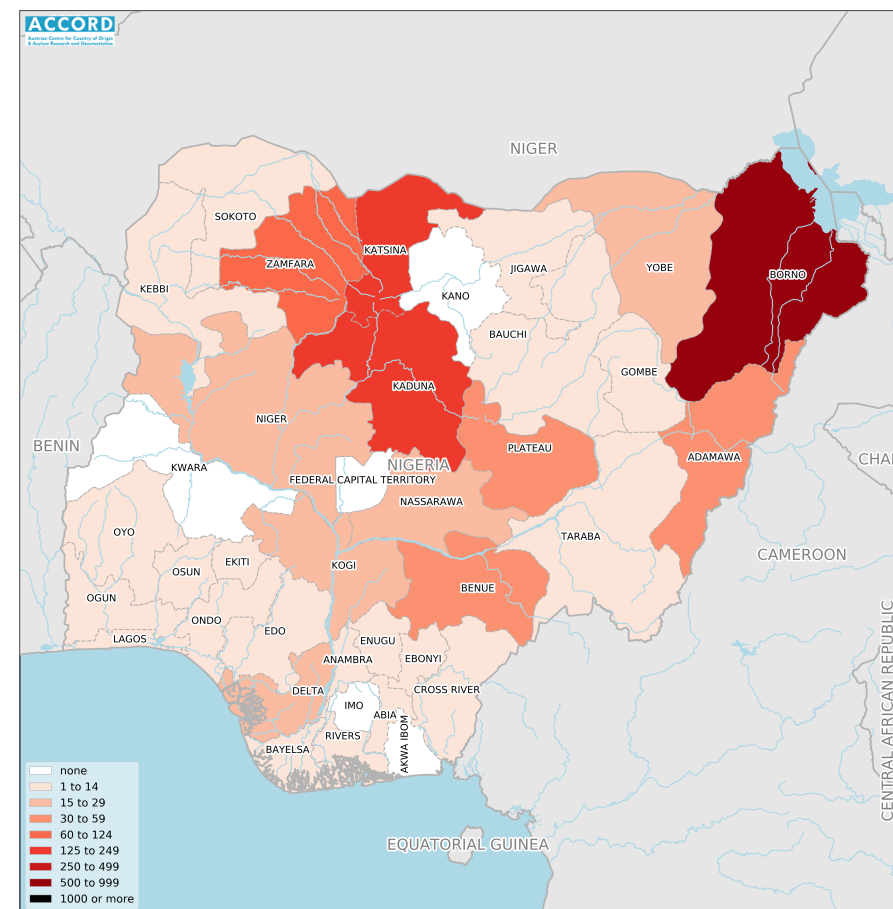 ACCORD
Austrian Centre for Country of Origin
& Asylum Research and Documentation
NIGER
SOKOTO
KATSINA
ZAMFARA
JIGAWA
YOBE
BORNO
KEBBI
KANO
BAUCHI
GOMBE
KADUNA
NIGER
BENIN
PLATEAU
ADAMAWA
CHA
KWARA
NIGERIA
FEDERAL CAPITAL TERRITORY
NASSARAWA
OYO
TARABA
CAMEROON
OSUN
EKITI
KOGI
BENUE
OGUN
ONDO
LAGOS
EDO
ENUGU
ANAMBRA
EBONYI
DELTA
CROSS RIVER
IMO
ABIA
AKWA IBOM
RIVERS
BAYELSA
CENTRAL AFRICAN REPUBLIC
EQUATORIAL GUINEA
none
1 to 14
15 to 29
30 to 59
60 to 124
125 to 249
250 to 499
500 to 999
1000 or more